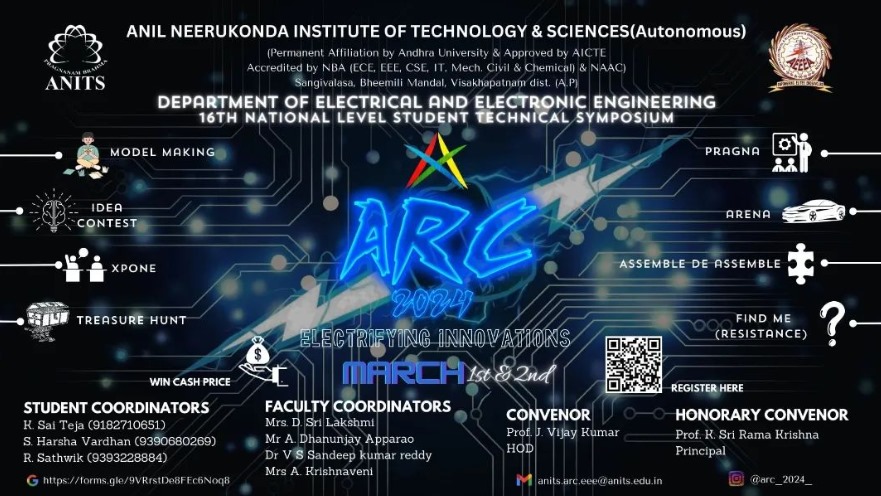 ANIL NEERUKONDA INSTITUTE OF TECHNOLOGY & SCIENCES(Autonomous)
(Permanent Affiliation by Andhra University & Approved by AICTE
Accredited by NBA (ECE, EEE, CSE, IT, Mech, Civil & Chemical) & NAAC)
Sangivalasa, Bheemili Mandal, Visakhapatnam dist. (A.P)
ANITS
DEPARTMENT OF ELECTRICAL AND ELECTRONIC ENGINEERING
16TH NATIONAL LEVEL STUDENT TECHNICAL SYMPOSIUM
MODEL MAKING
IDEA
CONTEST
XPONE
TREASURE HUNT
ARC
2024
ELECTRIFYING INNOVATIONS
MARCH 1st & 2nd
PRAGNA
ARENA
ASSEMBLE DE ASSEMBLE
FIND ME
(RESISTANCE)
WIN CASH PRICE
REGISTER HERE
STUDENT COORDINATORS
K. Sai Teja (9182710651)
S. Harsha Vardhan (9390680269)
R. Sathwik (9393228884)
FACULTY COORDINATORS
Mrs. D. Sri Lakshmi
Mr A. Dhanunjay Apparao
Dr V S Sandeep kumar reddy
Mrs A. Krishnaveni
CONVENOR
Prof. J. Vijay Kumar
HOD
HONORARY CONVENOR
Prof. K. Sri Rama Krishna
Principal
https://forms.gle/9VRrstDe8FEc6Noq8
anits.arc.eee@anits.edu.in
@arc_2024_